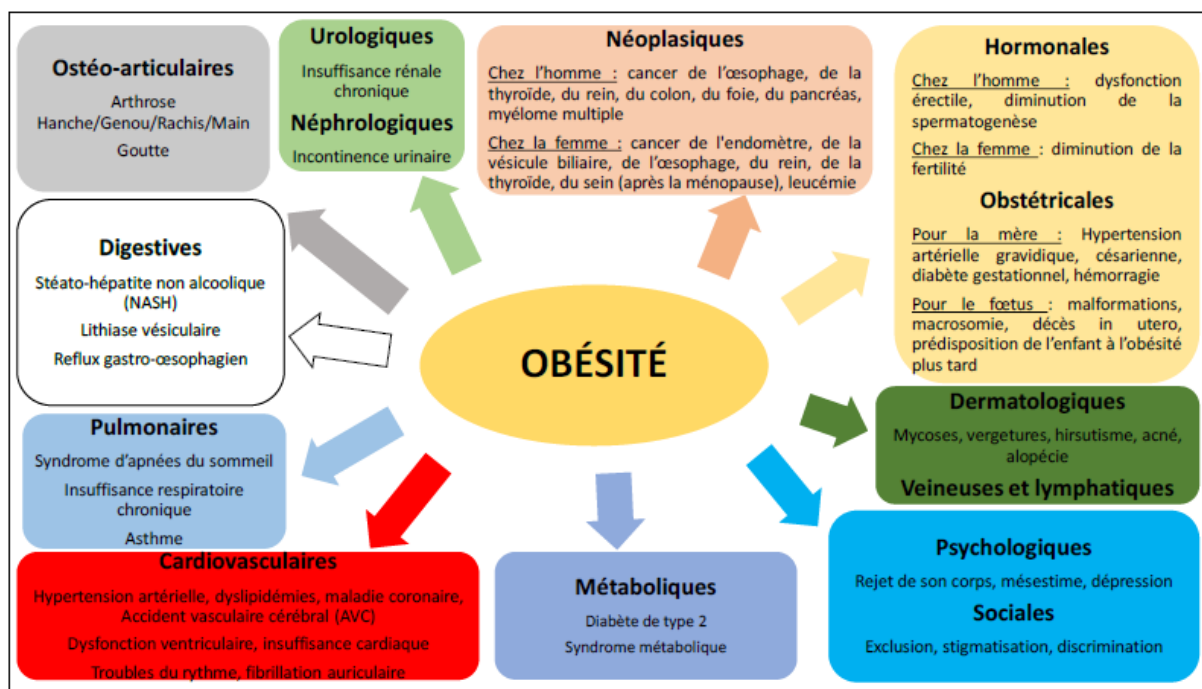 Ostéo-articulaires
Arthrose
Hanche/Genou/Rachis/Main
Goutte
Urologiques
Insuffisance rénale
chronique
Néphrologiques
Incontinence urinaire
Néoplasiques
Chez l'homme : cancer de l'œsophage, de la
thyroïde, du rein, du colon, du foie, du pancréas,
myélome multiple
Chez la femme : cancer de l'endomètre, de la
vésicule biliaire, de l'œsophage, du rein, de la
thyroïde, du sein (après la ménopause), leucémie
Hormonales
Chez l'homme : dysfonction
érectile, diminution de la
spermatogenèse
Chez la femme : diminution de la
fertilité
Obstétricales
Pour la mère : Hypertension
artérielle gravidique, césarienne,
diabète gestationnel, hémorragie
Pour le fœtus : malformations,
macrosomie, décès in utero,
prédisposition de l'enfant à l'obésité
plus tard
Digestives
Stéato-hépatite non alcoolique
(NASH)
Lithiase vésiculaire
Reflux gastro-œsophagien
OBÉSITÉ
Pulmonaires
Syndrome d'apnées du sommeil
Insuffisance respiratoire
chronique
Asthme
Dermatologiques
Mycoses, vergetures, hirsutisme, acné,
alopécie
Veineuses et lymphatiques
Cardiovasculaires
Hypertension artérielle, dyslipidémies, maladie coronaire,
Accident vasculaire cérébral (AVC)
Dysfonction ventriculaire, insuffisance cardiaque
Troubles du rythme, fibrillation auriculaire
Métaboliques
Diabète de type 2
Syndrome métabolique
Psychologiques
Rejet de son corps, mésestime, dépression
Sociales
Exclusion, stigmatisation, discrimination